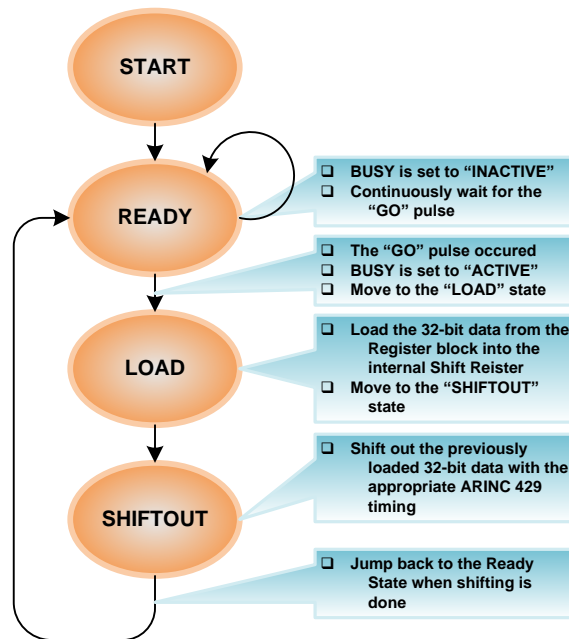 START
READY
❑ BUSY is set to “INACTIVE”
❑ Continuously wait for the
“GO” pulse
❑ The “GO” pulse occured
❑ BUSY is set to “ACTIVE”
❑ Move to the “LOAD” state
LOAD
❑ Load the 32-bit data from the
Register block into the
internal Shift Reister
❑ Move to the “SHIFTOUT”
state
SHIFTOUT
❑ Shift out the previously
loaded 32-bit data with the
appropriate ARINC 429
timing
❑ Jump back to the Ready
State when shifting is
done